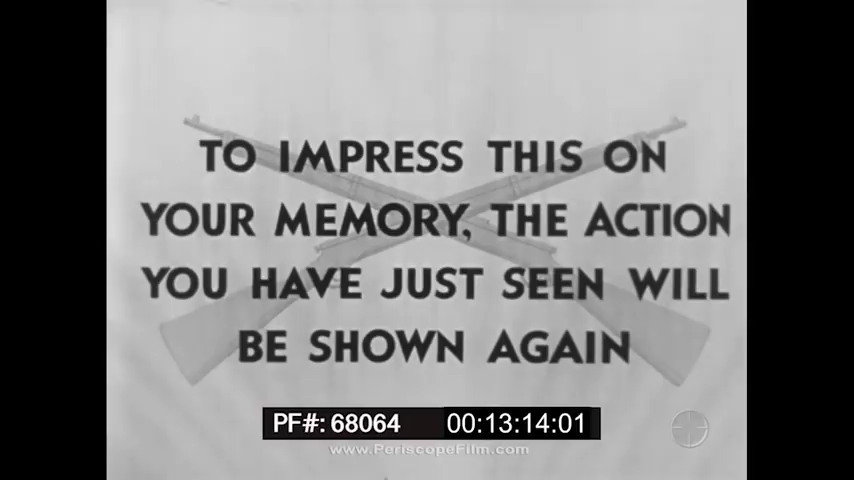 TO IMPRESS THIS ON
YOUR MEMORY, THE ACTION
YOU HAVE JUST SEEN WILL
BE SHOWN AGAIN
PF#: 68064 00:13:14:01
www.PeriscopeFilm.com